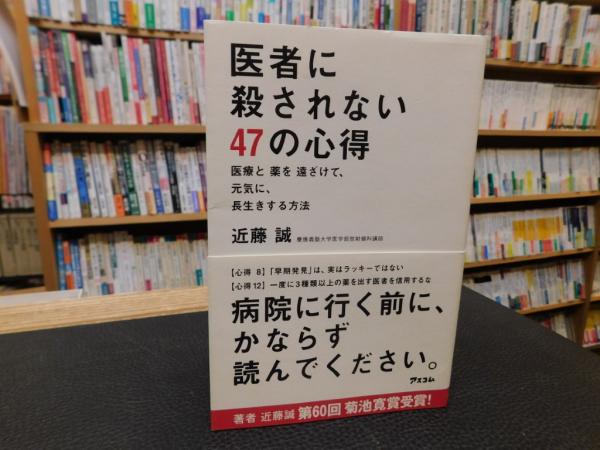 医者に
殺されない
47の心得
医療と薬を遠ざけて、
元気に、
長生きする方法
近藤 誠 慶應義塾大学医学部放射線科講師
【心得 8】「早期発見」は、実はラッキーではない
【心得12】一度に3種類以上の薬を出す医者を信用するな
病院に行く前に、
かならず
読んでください。
アスコム
著者 近藤誠 第60回 菊池寛賞受賞!